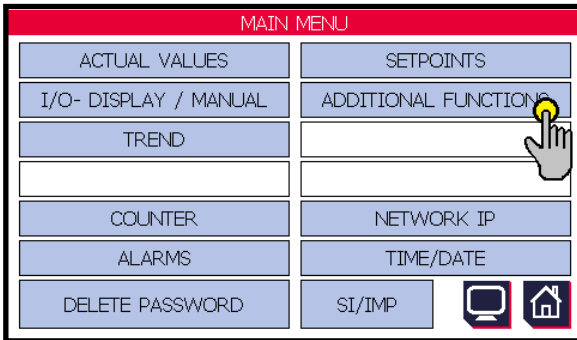 MAIN MENU
ACTUAL VALUES
SETPOINTS
I/O- DISPLAY / MANUAL
ADDITIONAL FUNCTIONS
TREND
COUNTER
NETWORK IP
ALARMS
TIME/DATE
DELETE PASSWORD
SI/IMP